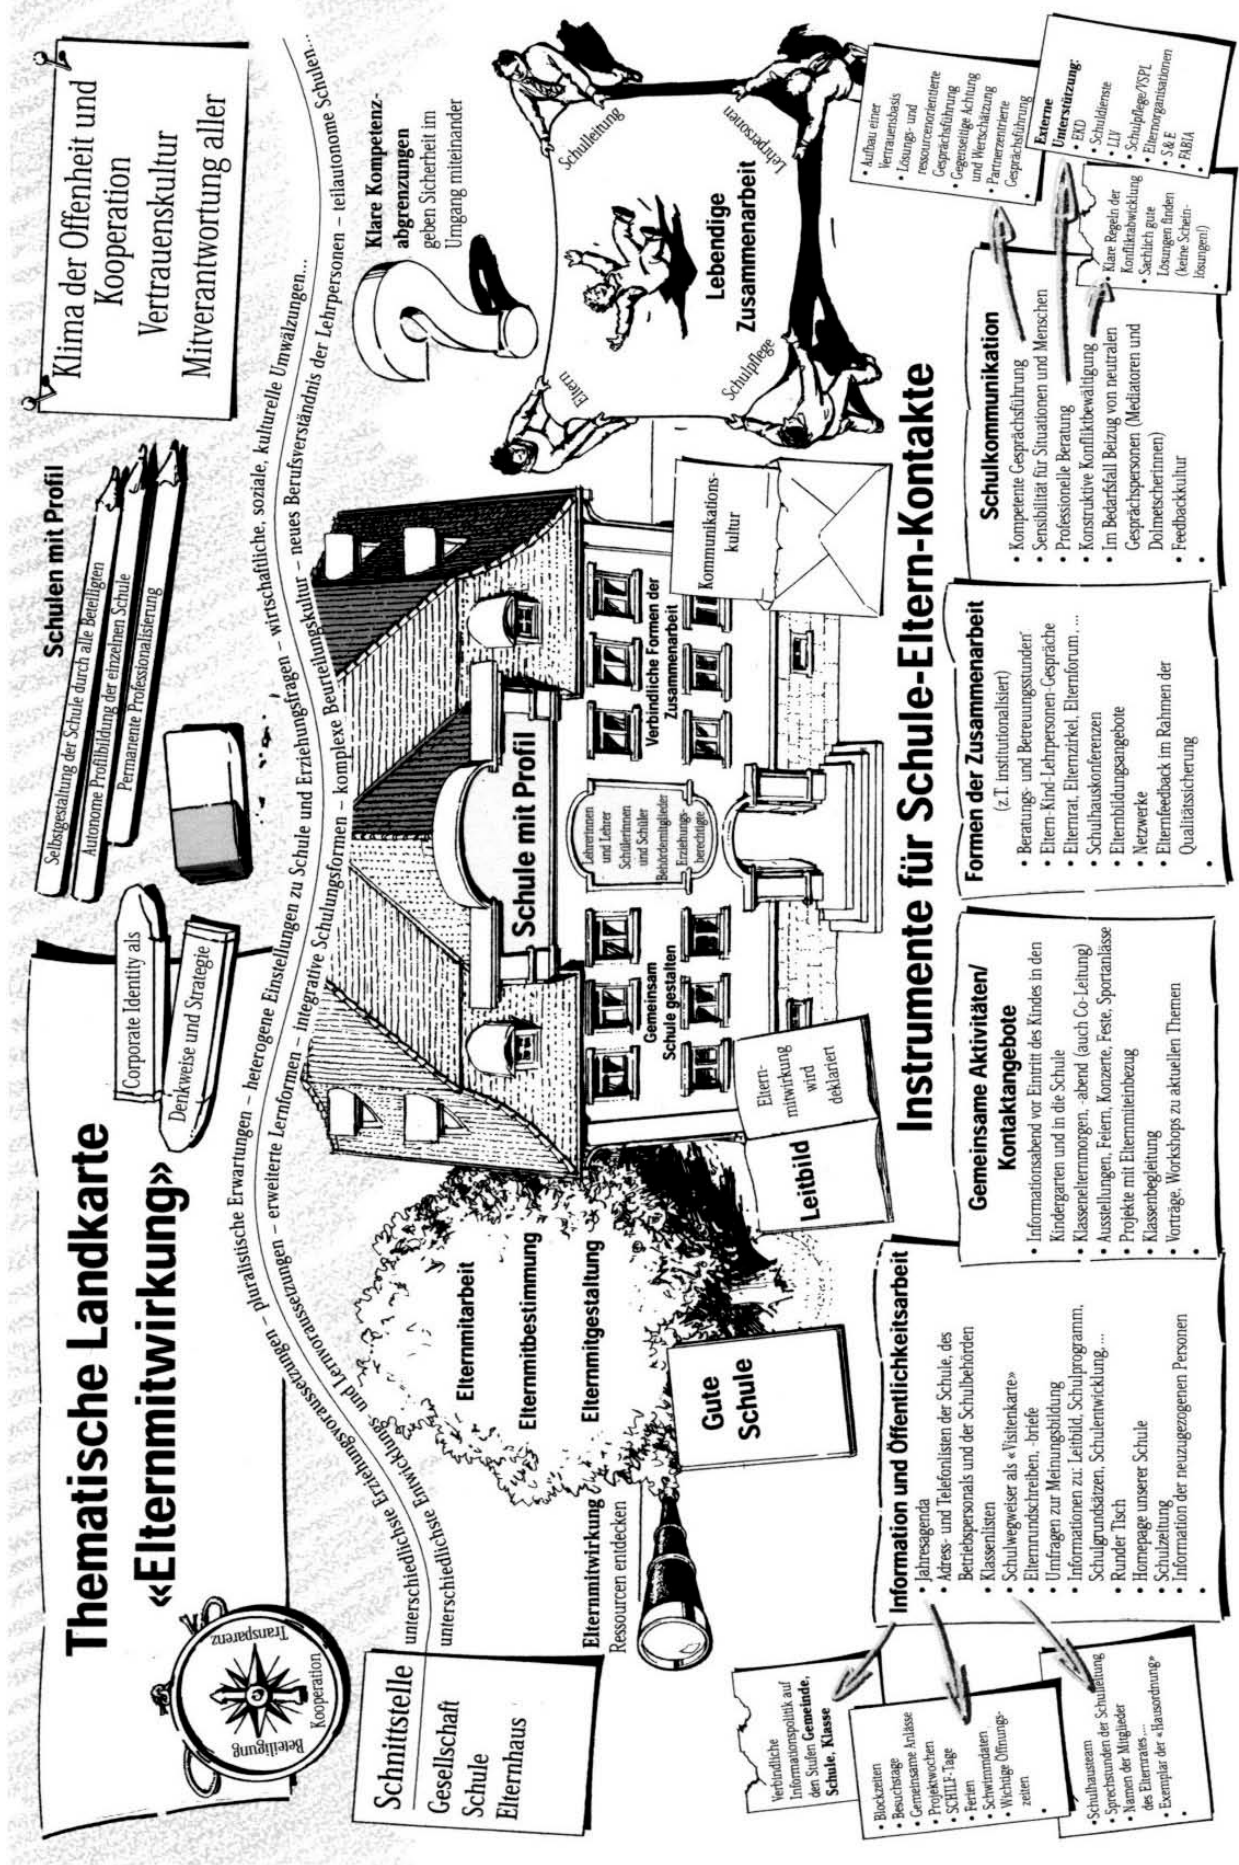 Thematische Landkarte
«Elternmitwirkung»
Beteiligung
Transparenz
Kooperation
Corporate Identity als
Denkweise und Strategie
Schulen mit Profil
Selbstgestaltung der Schule durch alle Beteiligten
Autonome Profilbildung der einzelnen Schule
Permanente Professionalisierung
Klima der Offenheit und
Kooperation
Vertrauenskultur
Mitverantwortung aller
unterschiedlichste Erziehungsvoraussetzungen – pluralistische Erwartungen – heterogene Einstellungen zu Schule und Erziehungsfragen – wirtschaftliche, soziale, kulturelle Umwälzungen...
unterschiedlichste Entwicklungs- und Lernvoraussetzungen – erweiterte Lernformen – integrative Schulungsformen – komplexe Beurteilungskultur – neues Berufsverständnis der Lehrpersonen – teilautonome Schulen...
Schnittstelle
Gesellschaft
Schule
Elternhaus
Elternmitwirkung
Ressourcen entdecken
Elternmitarbeit
Elternmitbestimmung
Elternmitgestaltung
Gute
Schule
Leitbild
Eltern-
mitwirkung
wird
deklariert
Schule mit Profil
Gemeinsam
Schule gestalten
Lehrerinnen
und Lehrer
Schülerinnen
und Schüler
Behördenmitglieder
Erziehungs-
berechtigte
Verbindliche Formen der
Zusammenarbeit
Kommunikations-
kultur
Klare Kompetenz-
abgrenzungen
geben Sicherheit im
Umgang miteinander
Eltern
Schulleitung
Schulpflege
Lehrpersonen
Lebendige
Zusammenarbeit
Instrumente für Schule-Eltern-Kontakte
Information und Öffentlichkeitsarbeit
• Jahresagenda
• Adress- und Telefonlisten der Schule, des
Betriebspersonals und der Schulbehörden
• Klassenlisten
• Schulwegweiser als «Visitenkarte»
• Elternrundschreiben, -briefe
• Umfragen zur Meinungsbildung
• Informationen zu: Leitbild, Schulprogramm,
Schulgrundsätzen, Schulentwicklung, ...
• Runder Tisch
• Homepage unserer Schule
• Schulzeitung
• Information der neuzugezogenen Personen
•
Verbindliche
Informationspolitik auf
den Stufen Gemeinde,
Schule, Klasse
• Blockzeiten
• Besuchstage
• Gemeinsame Anlässe
• Projektwochen
• SCHILF-Tage
• Ferien
• Schwimmdaten
• Wichtige Öffnungs-
zeiten
•
• Schulhausteam
• Sprechstunden der Schulleitung
• Namen der Mitglieder
des Elternrates....
• Exemplar der «Hausordnung»
•
Gemeinsame Aktivitäten/
Kontaktangebote
• Informationsabend vor Eintritt des Kindes in den
Kindergarten und in die Schule
• Klassenelternmorgen, -abend (auch Co-Leitung)
• Ausstellungen, Feiern, Konzerte, Feste, Sportanlässe
• Projekte mit Elternmiteinbezug
• Klassenbegleitung
• Vorträge, Workshops zu aktuellen Themen
•
Formen der Zusammenarbeit
(z.T. institutionalisiert)
• Beratungs- und Betreuungsstunden
• Eltern-Kind-Lehrpersonen-Gespräche
• Elternrat, Elternzirkel, Elternforum, ...
• Schulhauskonferenzen
• Elternbildungsangebote
• Netzwerke
• Elternfeedback im Rahmen der
Qualitätssicherung
•
Schulkommunikation
• Kompetente Gesprächsführung
• Sensibilität für Situationen und Menschen
• Professionelle Beratung
• Konstruktive Konfliktbewältigung
• Im Bedarfsfall Beizug von neutralen
Gesprächspersonen (Mediatoren und
Dolmetscherinnen)
• Feedbackkultur
•
• Aufbau einer
Vertrauensbasis
• Lösungs- und
ressourcenorientierte
Gesprächsführung
• Gegenseitige Achtung
und Wertschätzung
• Partnerzentrierte
Gesprächsführung
Externe
Unterstützung:
• EKD
• Schuldienste
• LLV
• Schulpflege/VSPL
• Elternorganisationen
S & E
• FABIA
• Klare Regeln der
Konfliktabwicklung
• Sachlich gute
Lösungen finden
(keine Schein-
lösungen!)
•